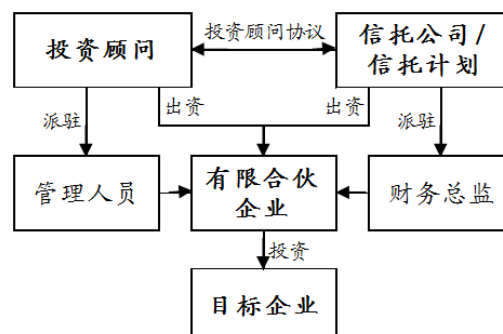 投资顾问
投资顾问协议
信托公司/
信托计划
出资
出资
派驻
派驻
管理人员
有限合伙
企业
财务总监
投资
目标企业